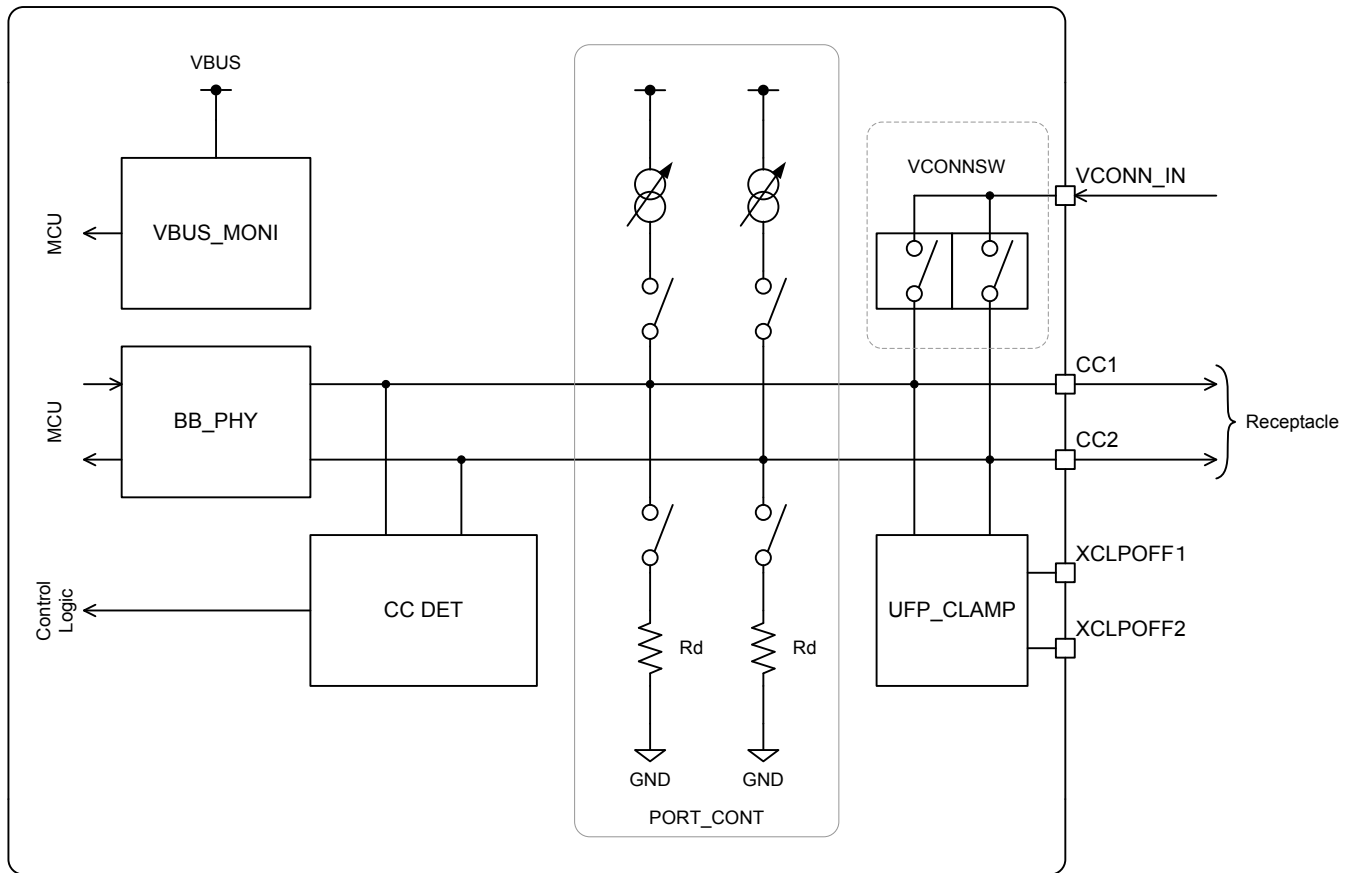 VBUS
VCONNSW
VCONN_IN
MCU
VBUS_MONI
CC1
MCU
BB_PHY
Receptacle
CC2
XCLPOFF1
Control
Logic
CC DET
Rd
Rd
UFP_CLAMP
XCLPOFF2
GND
GND
PORT_CONT